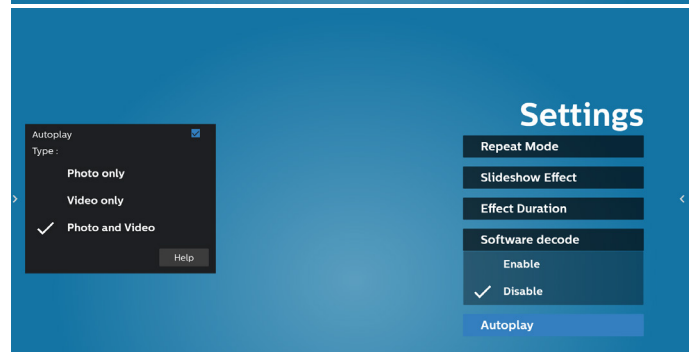 Settings
Autoplay
Type :
Photo only
Video only
Photo and Video
Help
Repeat Mode
Slideshow Effect
Effect Duration
Software decode
Enable
Disable
Autoplay